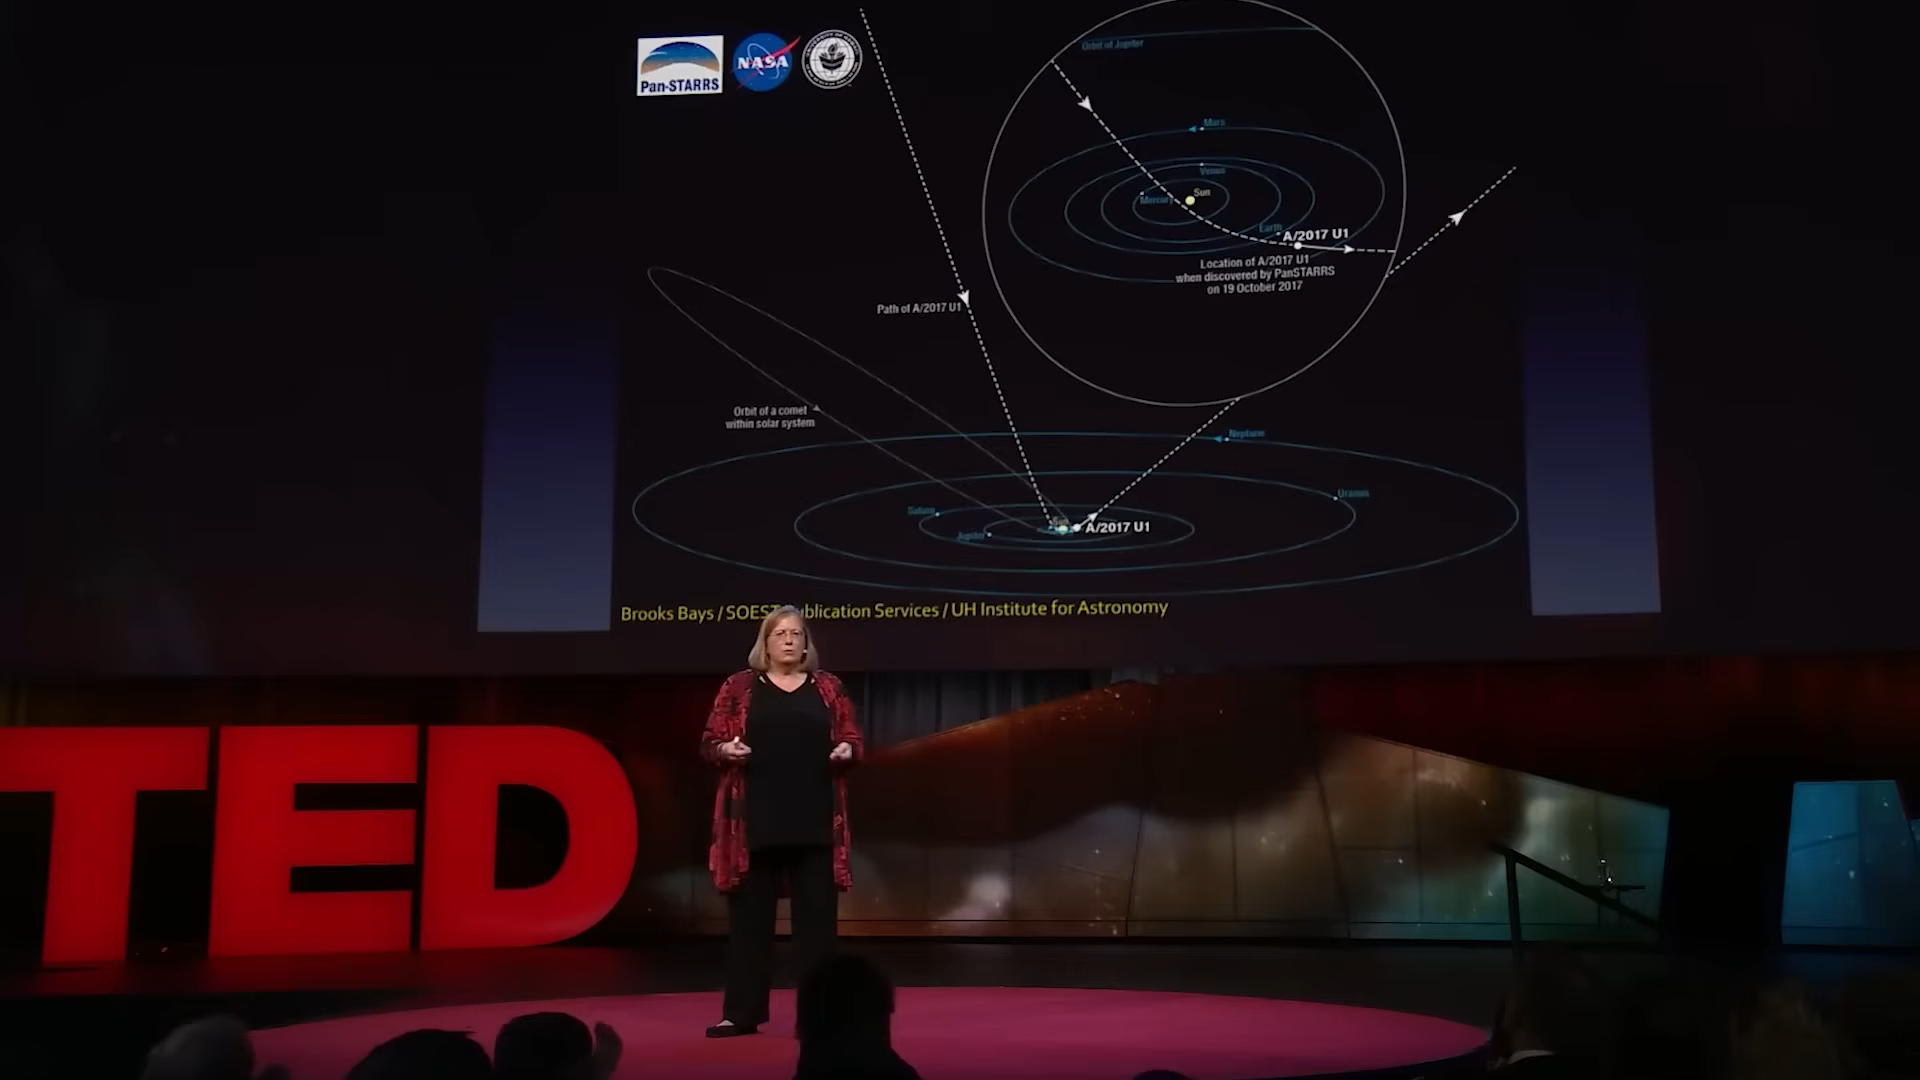 Pan-STARRS
NASA
Orbit of Jupiter
Mars
Venus
Sun
Mercury
Earth
A/2017 U1
Location of A/2017 U1
when discovered by PanSTARRS
on 19 October 2017
Path of A/2017 U1
Orbit of a comet
within solar system
Neptune
Uranus
Saturn
Sun
A/2017 U1
Jupiter
Brooks Bays / SOEST Publication Services / UH Institute for Astronomy
TED